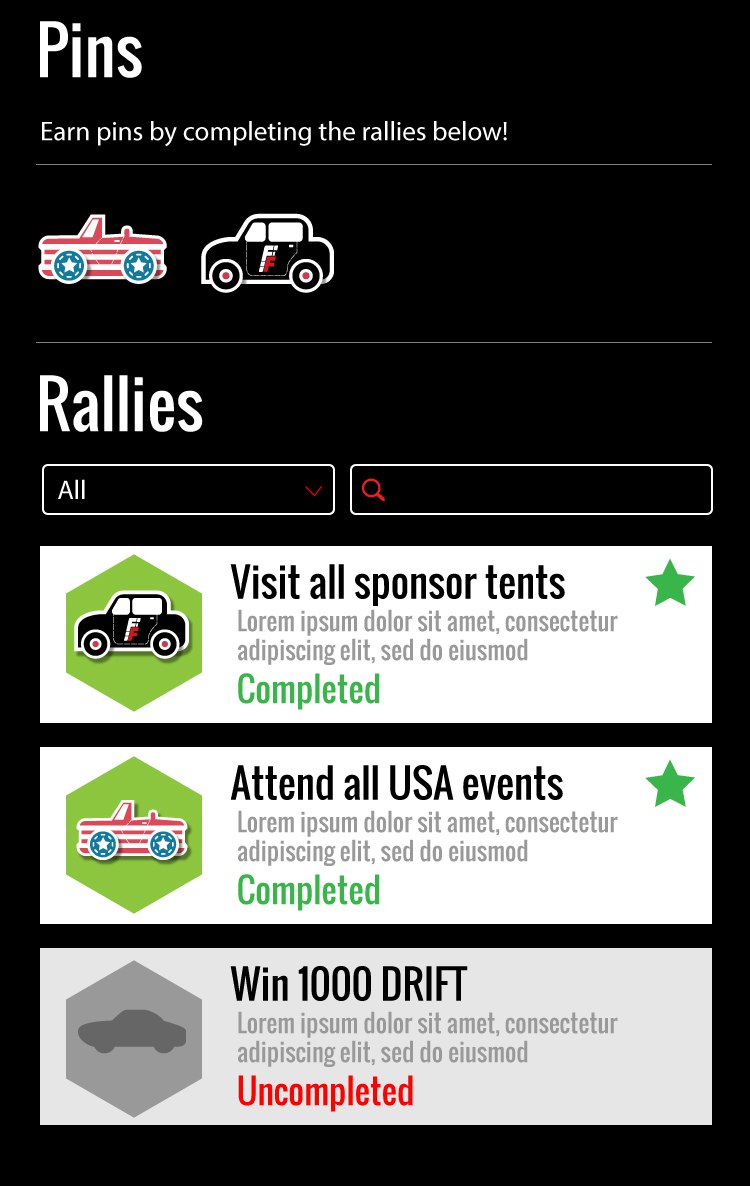 Pins
Earn pins by completing the rallies below!
FF
Rallies
All
Visit all sponsor tents
Lorem ipsum dolor sit amet, consectetur
adipiscing elit, sed do eiusmod
Completed
FF
Attend all USA events
Lorem ipsum dolor sit amet, consectetur
adipiscing elit, sed do eiusmod
Completed
Win 1000 DRIFT
Lorem ipsum dolor sit amet, consectetur
adipiscing elit, sed do eiusmod
Uncompleted